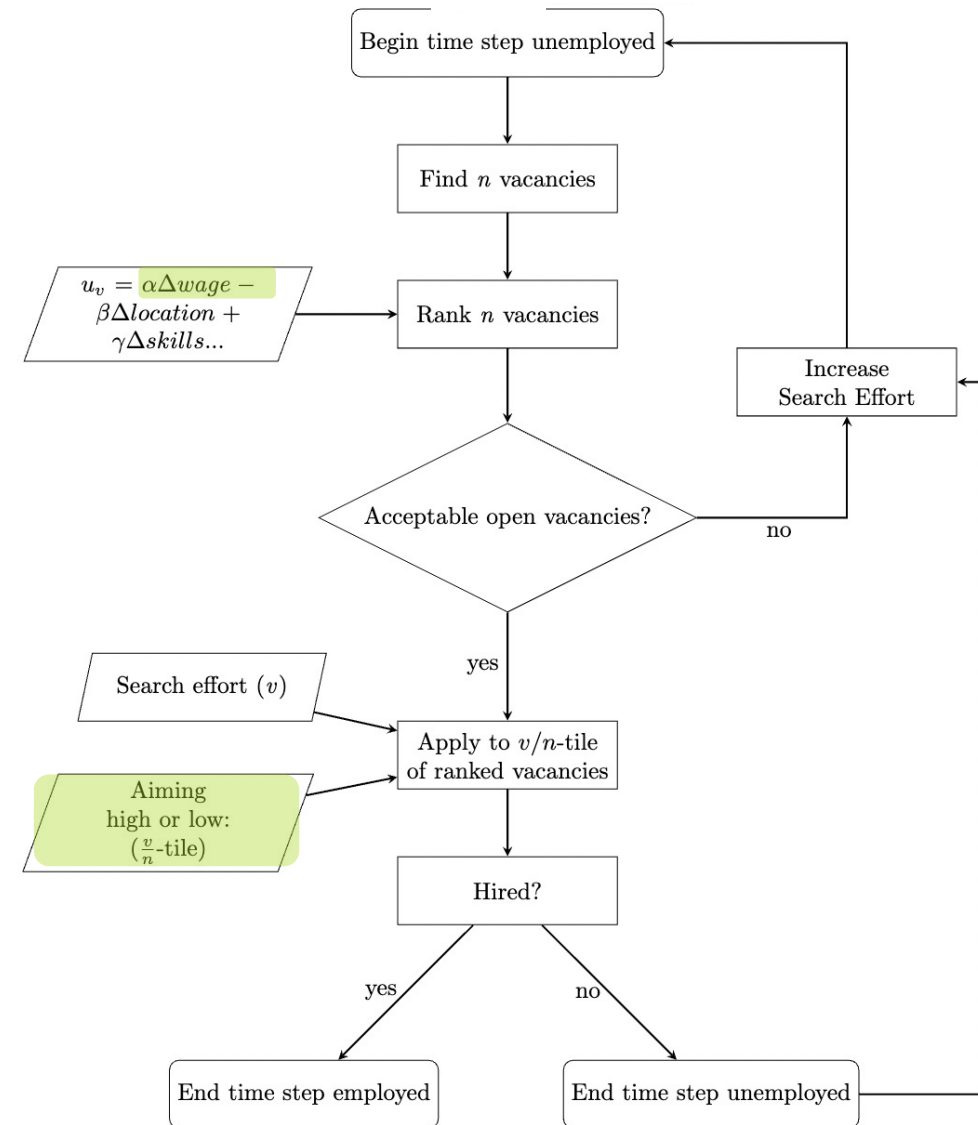 Begin time step unemployed
Find n vacancies
u_v = αΔwage −
βΔlocation +
γΔskills...
Rank n vacancies
Increase
Search Effort
Acceptable open vacancies?
no
yes
Search effort (v)
Apply to v/n-tile
of ranked vacancies
Aiming
high or low:
(v/n-tile)
Hired?
yes
no
End time step employed
End time step unemployed